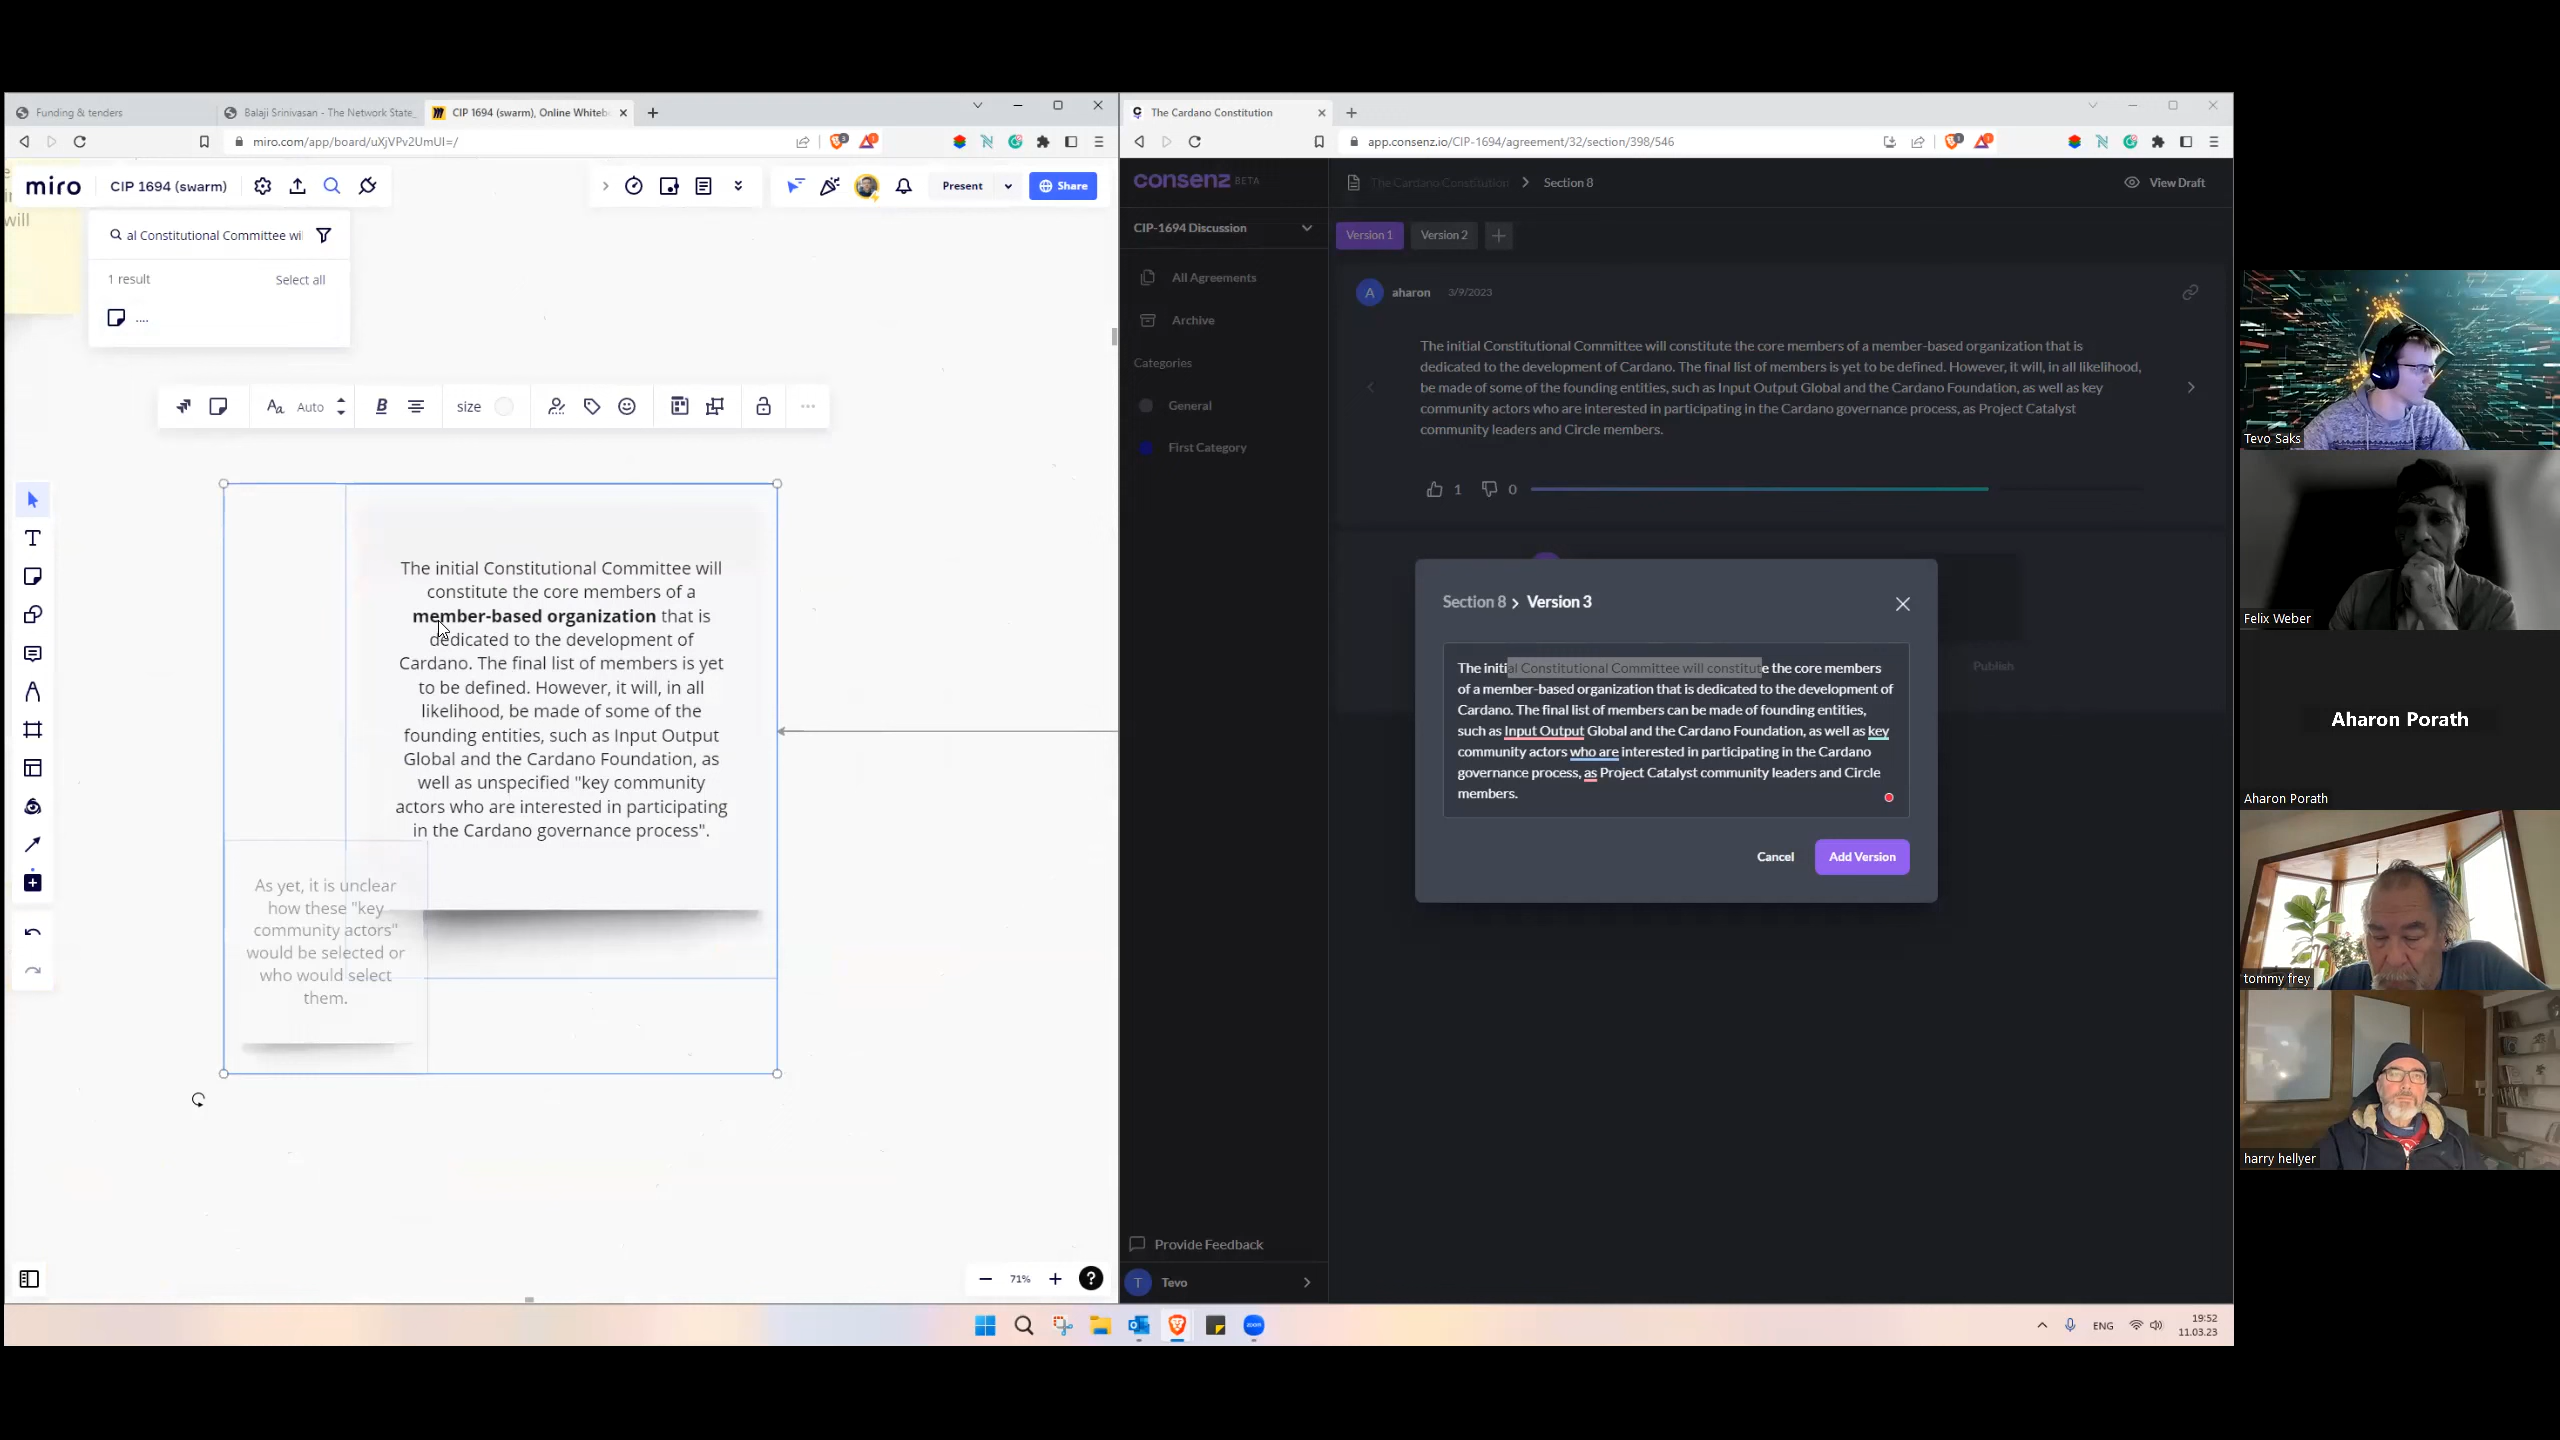 Funding & tenders
Balaji Srinivasan - The Network State,
CIP 1694 (swarm), Online Whitebo
miro.com/app/board/uXjVPv2UmUI=/
will
miro
CIP 1694 (swarm)
Present
Share
al Constitutional Committee wi
1 result
Select all
....
Aa
Auto
B
size
The initial Constitutional Committee will
constitute the core members of a
member-based organization that is
dedicated to the development of
Cardano. The final list of members is yet
to be defined. However, it will, in all
likelihood, be made of some of the
founding entities, such as Input Output
Global and the Cardano Foundation, as
well as unspecified "key community
actors who are interested in participating
in the Cardano governance process".
As yet, it is unclear
how these "key
community actors"
would be selected or
who would select
them.
71%
The Cardano Constitution
app.consenz.io/CIP-1694/agreement/32/section/398/546
consenz BETA
The Cardano Constitution
Section 8
View Draft
CIP-1694 Discussion
All Agreements
Archive
Categories
General
First Category
Version 1
Version 2
A
aharon
3/9/2023
The initial Constitutional Committee will constitute the core members of a member-based organization that is
dedicated to the development of Cardano. The final list of members is yet to be defined. However, it will, in all likelihood,
be made of some of the founding entities, such as Input Output Global and the Cardano Foundation, as well as key
community actors who are interested in participating in the Cardano governance process, as Project Catalyst
community leaders and Circle members.
1
0
Section 8 > Version 3
The initial Constitutional Committee will constitute the core members
of a member-based organization that is dedicated to the development of
Cardano. The final list of members can be made of founding entities,
such as Input Output Global and the Cardano Foundation, as well as key
community actors who are interested in participating in the Cardano
governance process, as Project Catalyst community leaders and Circle
members.
Cancel
Add Version
Publish
Provide Feedback
T
Tevo
Tevo Saks
Felix Weber
Aharon Porath
Aharon Porath
tommy frey
harry hellyer
zoom
ENG
19:52
11.03.23